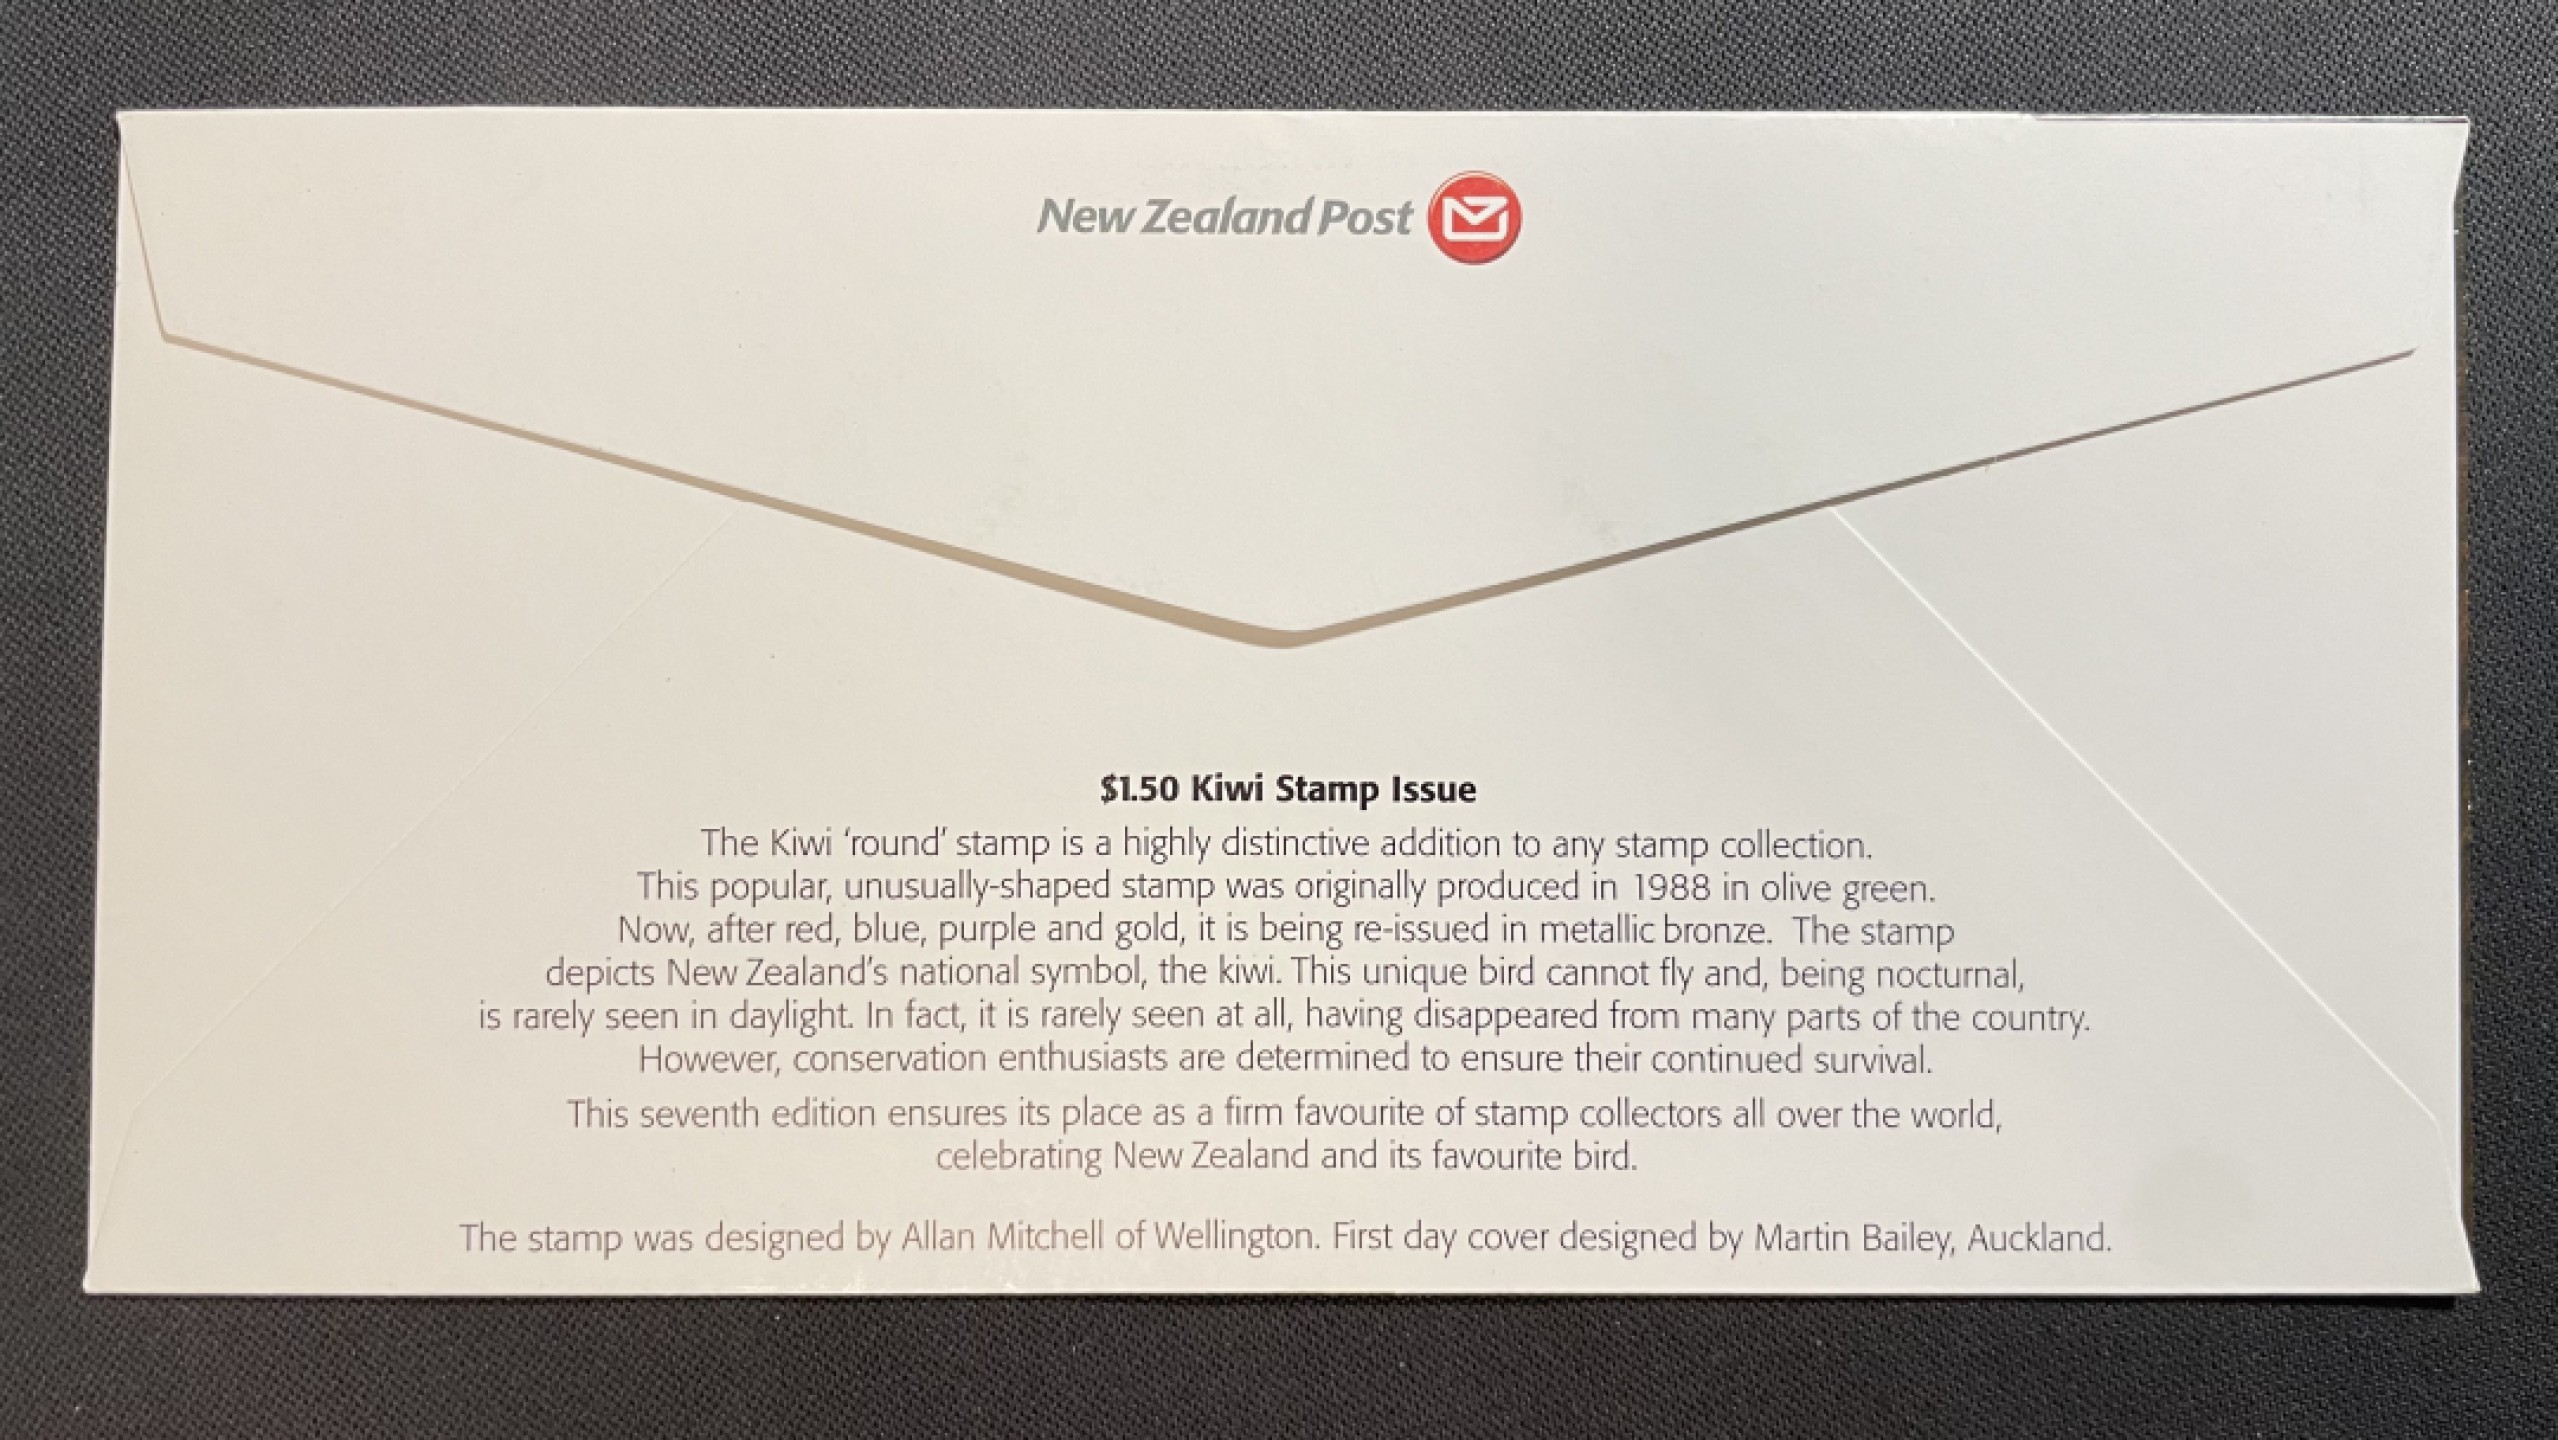 New Zealand Post
$1.50 Kiwi Stamp Issue
The Kiwi ‘round’ stamp is a highly distinctive addition to any stamp collection.
This popular, unusually-shaped stamp was originally produced in 1988 in olive green.
Now, after red, blue, purple and gold, it is being re-issued in metallic bronze. The stamp
depicts New Zealand’s national symbol, the kiwi. This unique bird cannot fly and, being nocturnal,
is rarely seen in daylight. In fact, it is rarely seen at all, having disappeared from many parts of the country.
However, conservation enthusiasts are determined to ensure their continued survival.
This seventh edition ensures its place as a firm favourite of stamp collectors all over the world,
celebrating New Zealand and its favourite bird.
The stamp was designed by Allan Mitchell of Wellington. First day cover designed by Martin Bailey, Auckland.